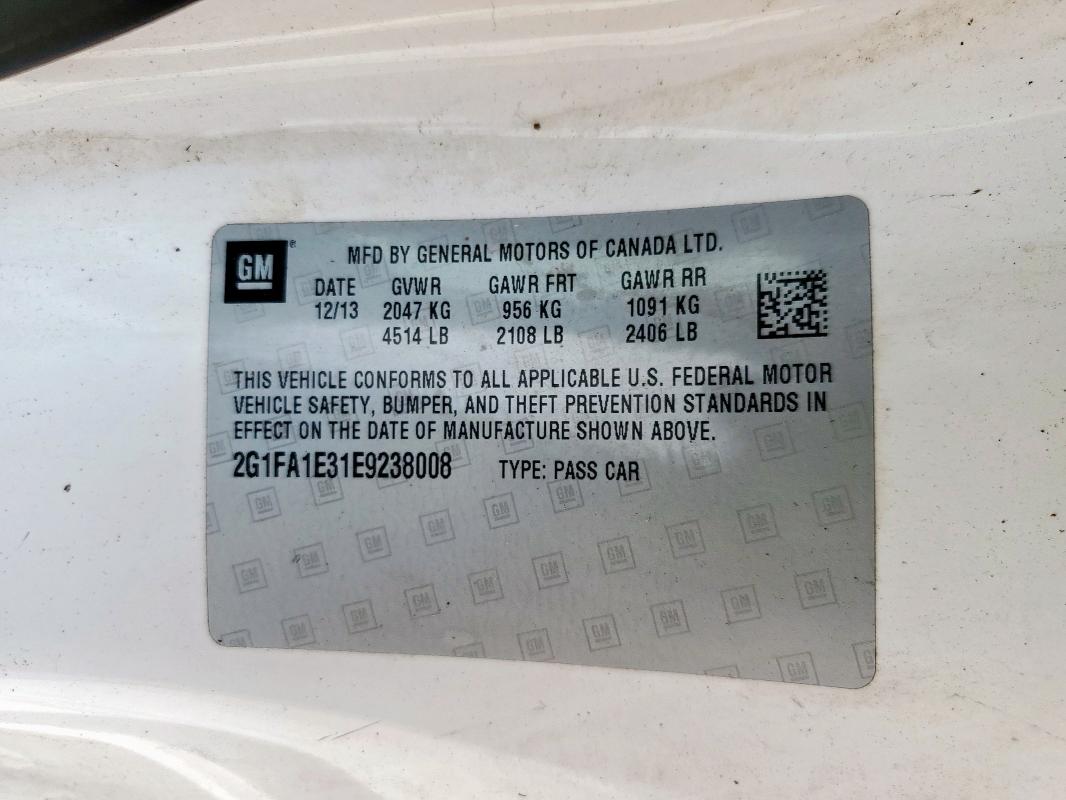 GM ® MFD BY GENERAL MOTORS OF CANADA LTD.
DATE GVWR GAWR FRT GAWR RR
12/13 2047 KG 956 KG 1091 KG
4514 LB 2108 LB 2406 LB
THIS VEHICLE CONFORMS TO ALL APPLICABLE U.S. FEDERAL MOTOR
VEHICLE SAFETY, BUMPER, AND THEFT PREVENTION STANDARDS IN
EFFECT ON THE DATE OF MANUFACTURE SHOWN ABOVE.
2G1FA1E31E9238008 TYPE: PASS CAR